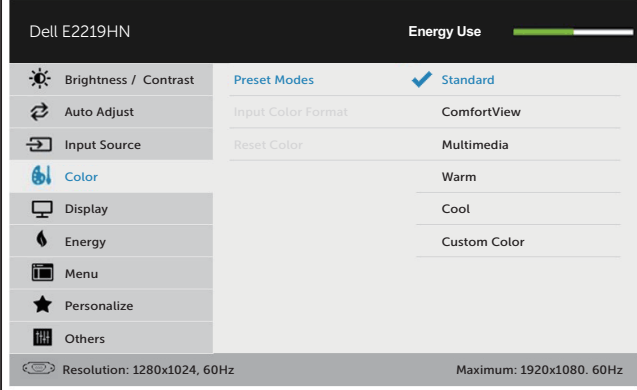 Dell E2219HN Energy Use
Brightness / Contrast Preset Modes Standard
Auto Adjust Input Color Format ComfortView
Input Source Reset Color Multimedia
Color Warm
Display Cool
Energy Custom Color
Menu
Personalize
Others
Resolution: 1280x1024, 60Hz Maximum: 1920x1080. 60Hz